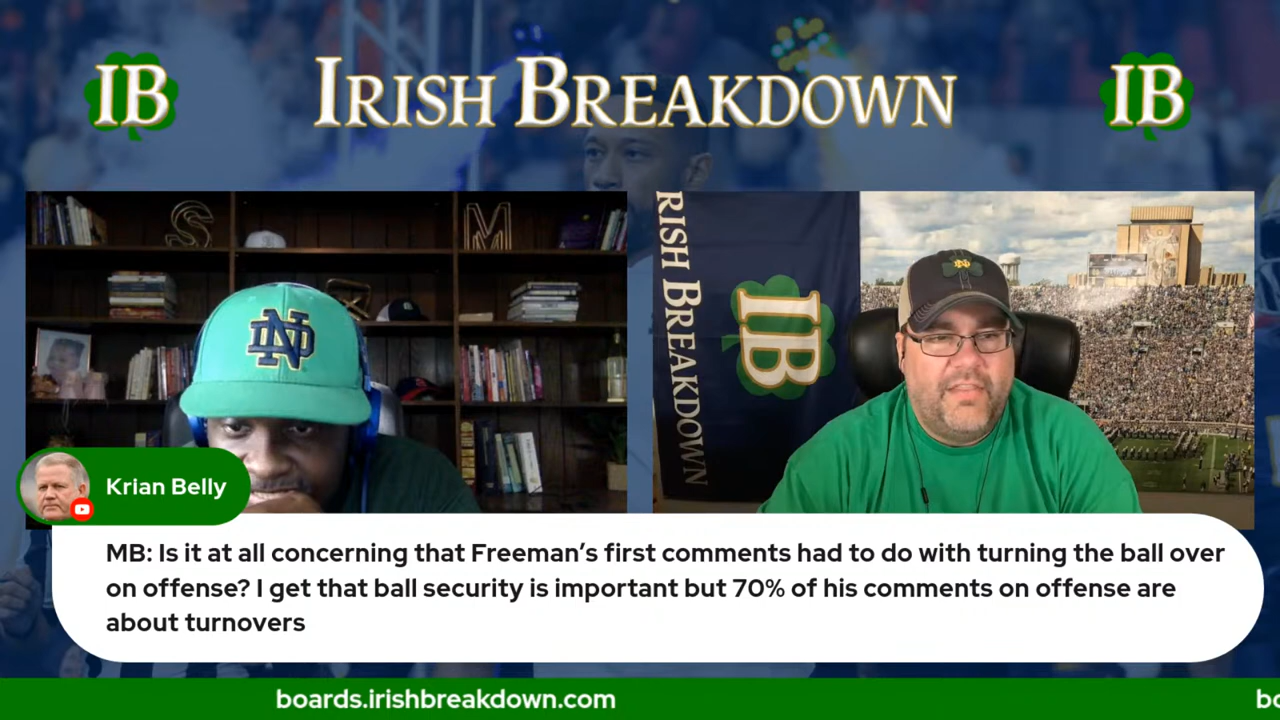 IB
IRISH BREAKDOWN
IB
S
M
ND
RISH BREAKDOWN
IB
Krian Belly
MB: Is it at all concerning that Freeman’s first comments had to do with turning the ball over
on offense? I get that ball security is important but 70% of his comments on offense are
about turnovers
boards.irishbreakdown.com
bo